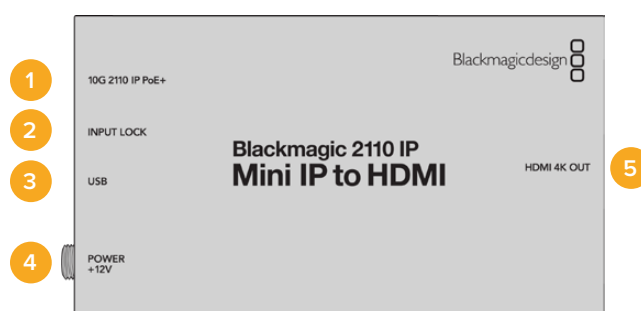 1
10G 2110 IP PoE+
Blackmagicdesign
2
INPUT LOCK
Blackmagic 2110 IP
Mini IP to HDMI
3
USB
HDMI 4K OUT
5
4
POWER
+12V